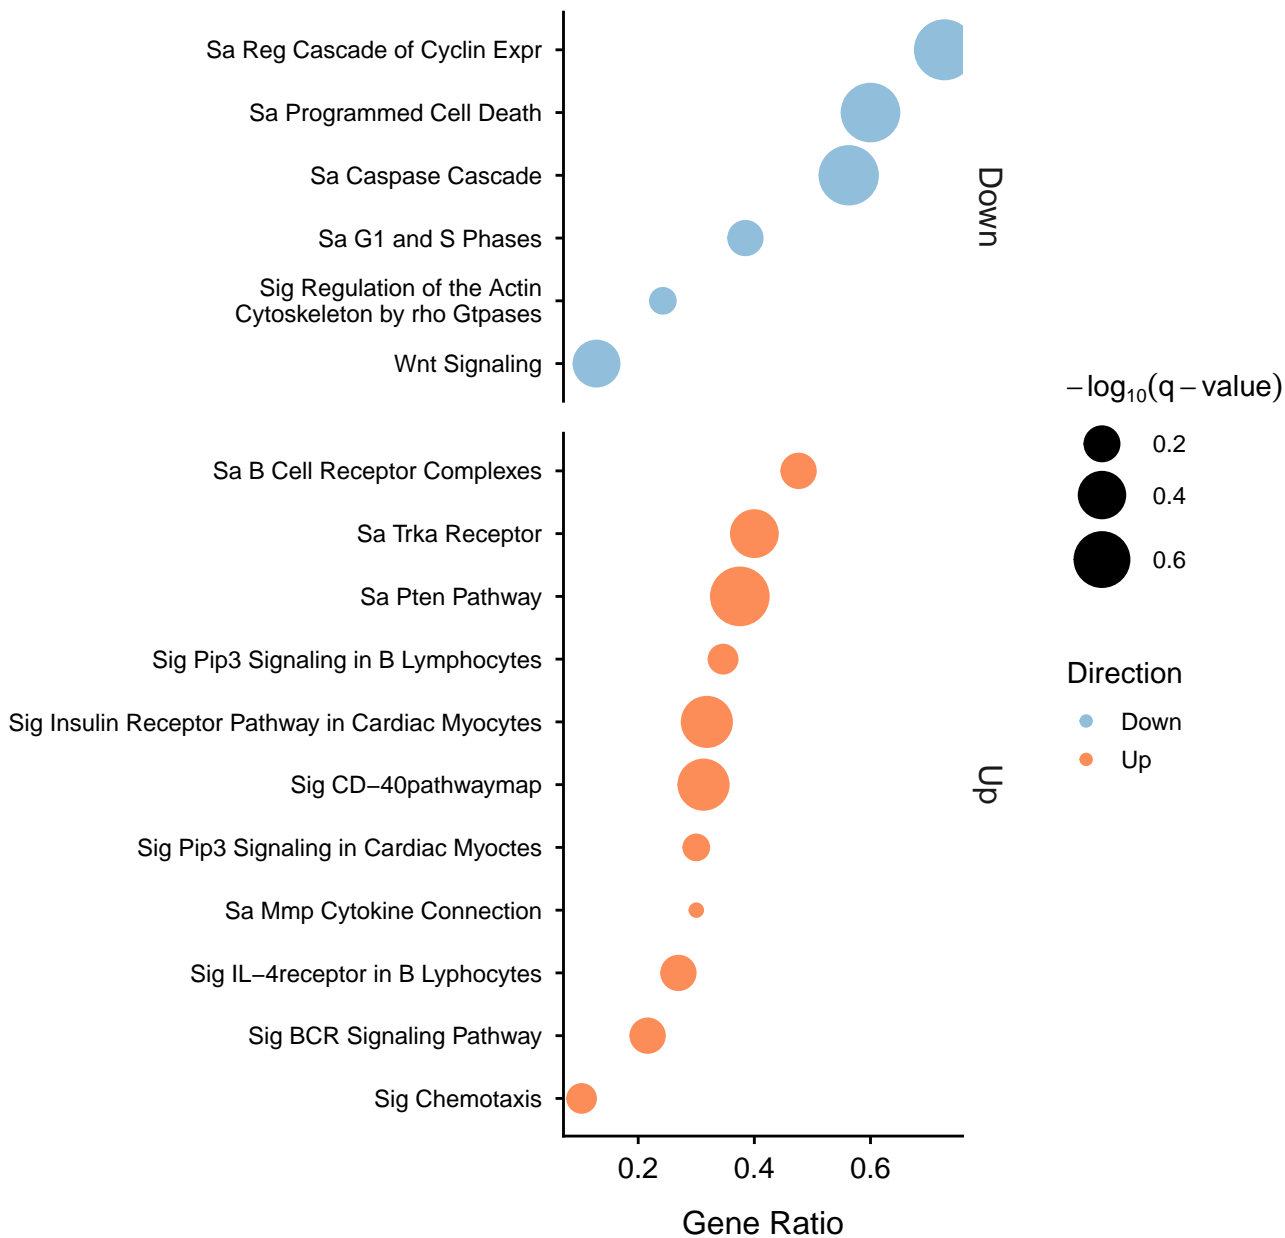 Sa Reg Cascade of Cyclin Expr
Sa Programmed Cell Death
Sa Caspase Cascade
Sa G1 and S Phases
Sig Regulation of the Actin
Cytoskeleton by rho Gtpases
Wnt Signaling
Down
Sa B Cell Receptor Complexes
Sa Trka Receptor
Sa Pten Pathway
Sig Pip3 Signaling in B Lymphocytes
Sig Insulin Receptor Pathway in Cardiac Myocytes
Sig CD−40pathwaymap
Sig Pip3 Signaling in Cardiac Myoctes
Sa Mmp Cytokine Connection
Sig IL−4receptor in B Lyphocytes
Sig BCR Signaling Pathway
Sig Chemotaxis
Up
0.2 0.4 0.6
Gene Ratio
−log₁₀(q−value)
0.2
0.4
0.6
Direction
Down
Up